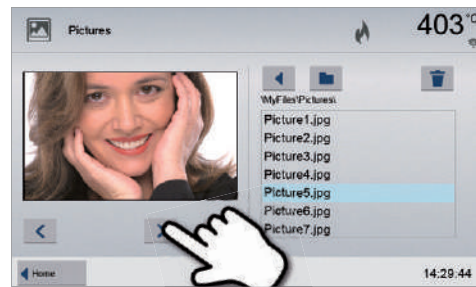 Pictures
403°C
\MyFiles\Pictures\
Picture1.jpg
Picture2.jpg
Picture3.jpg
Picture4.jpg
Picture5.jpg
Picture6.jpg
Picture7.jpg
Home
14:29:44